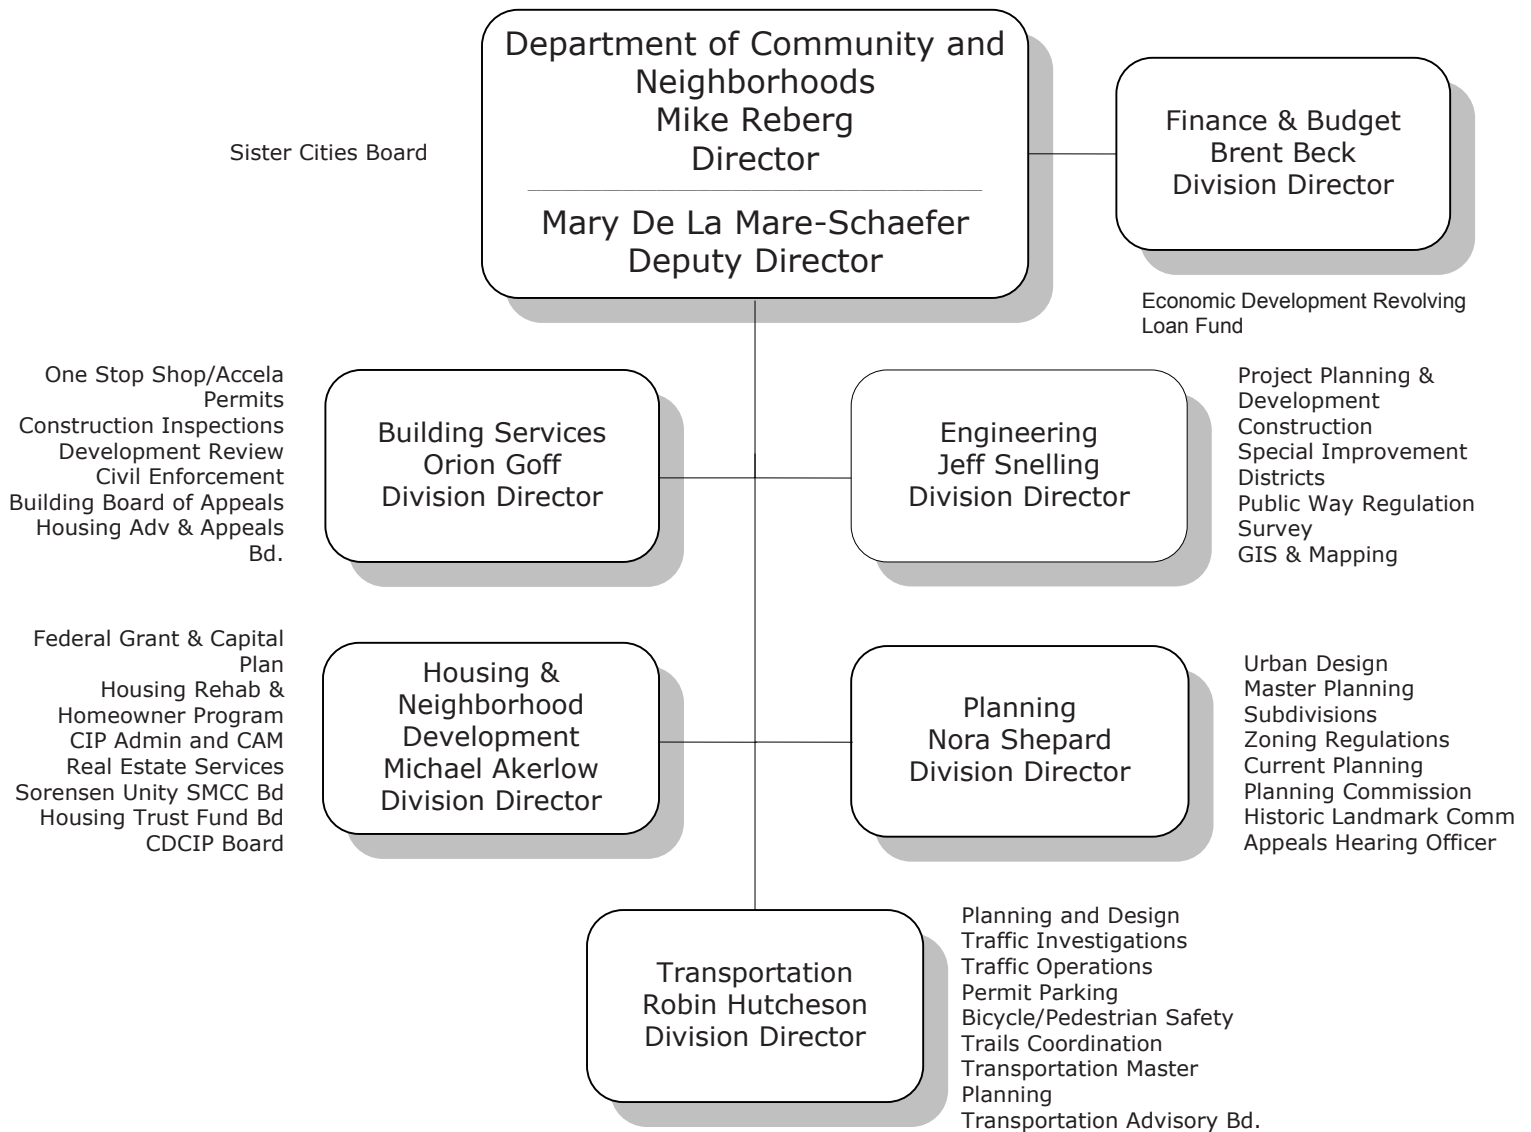 Department of Community and
Neighborhoods
Mike Reberg
Director
Mary De La Mare-Schaefer
Deputy Director
Sister Cities Board
Finance & Budget
Brent Beck
Division Director
Economic Development Revolving
Loan Fund
One Stop Shop/Accela
Permits
Construction Inspections
Development Review
Civil Enforcement
Building Board of Appeals
Housing Adv & Appeals
Bd.
Building Services
Orion Goff
Division Director
Engineering
Jeff Snelling
Division Director
Project Planning &
Development
Construction
Special Improvement
Districts
Public Way Regulation
Survey
GIS & Mapping
Federal Grant & Capital
Plan
Housing Rehab &
Homeowner Program
CIP Admin and CAM
Real Estate Services
Sorensen Unity SMCC Bd
Housing Trust Fund Bd
CDCIP Board
Housing &
Neighborhood
Development
Michael Akerlow
Division Director
Planning
Nora Shepard
Division Director
Urban Design
Master Planning
Subdivisions
Zoning Regulations
Current Planning
Planning Commission
Historic Landmark Comm
Appeals Hearing Officer
Transportation
Robin Hutcheson
Division Director
Planning and Design
Traffic Investigations
Traffic Operations
Permit Parking
Bicycle/Pedestrian Safety
Trails Coordination
Transportation Master
Planning
Transportation Advisory Bd.